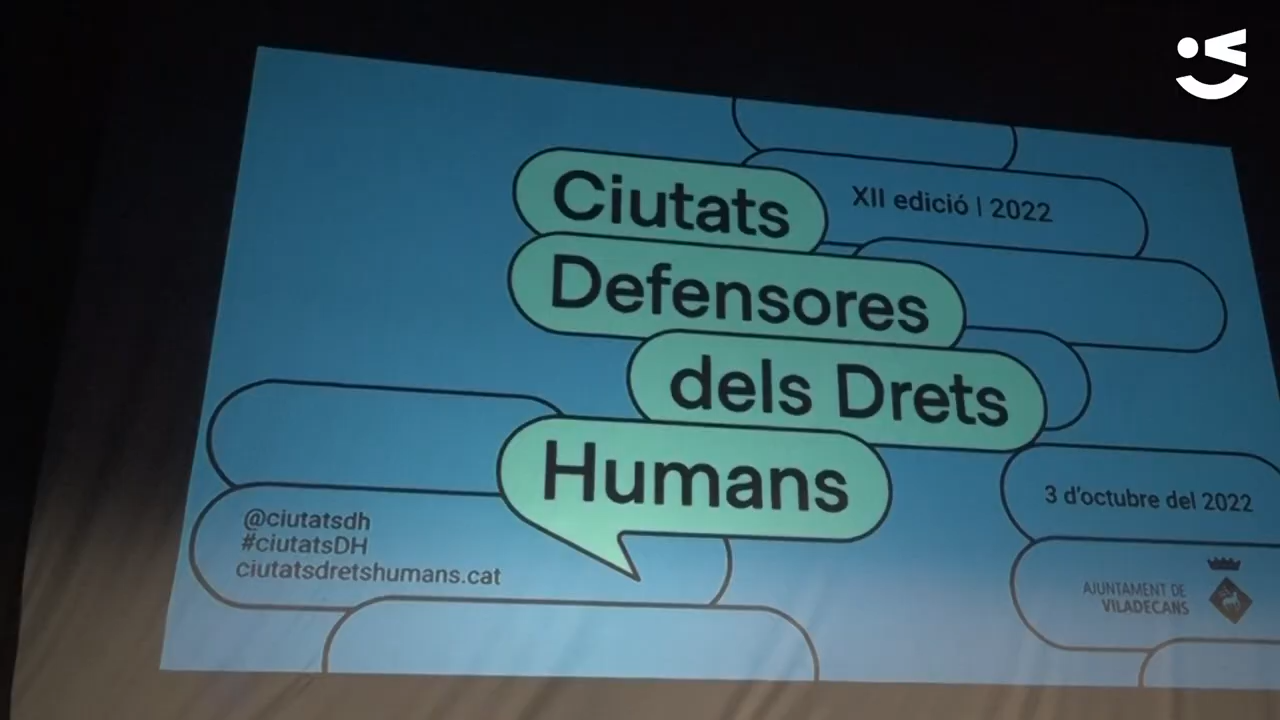 Ciutats
XII edició | 2022
Defensores
dels Drets
Humans
3 d'octubre del 2022
@ciutatsdh
#ciutatsDH
ciutatsdretshumans.cat
AJUNTAMENT DE
VILADECANS